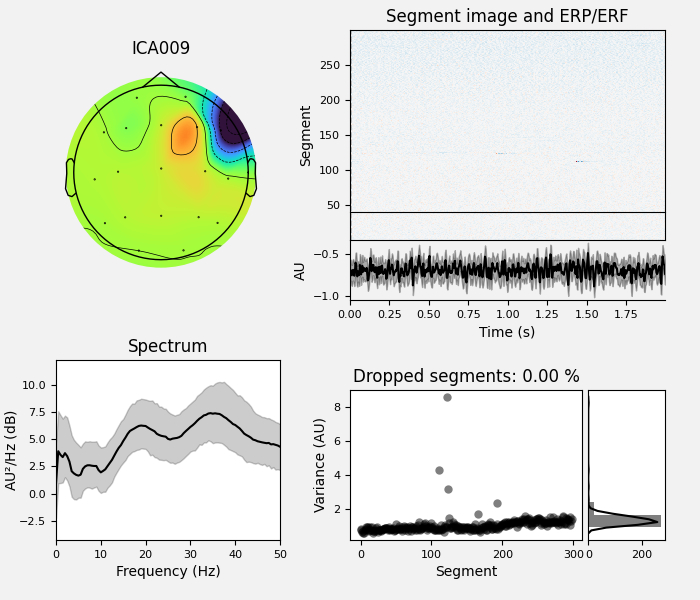 ICA009
Segment image and ERP/ERF
Segment
250
200
150
100
50
AU
−0.5
−1.0
0.00 0.25 0.50 0.75 1.00 1.25 1.50 1.75
Time (s)
Spectrum
AU²/Hz (dB)
10.0
7.5
5.0
2.5
0.0
−2.5
0 10 20 30 40 50
Frequency (Hz)
Dropped segments: 0.00 %
Variance (AU)
8
6
4
2
0 100 200 300
Segment
0 200